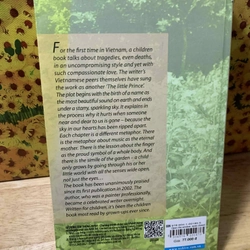 For the first time in Vietnam, a children
book talks about tragedies, even deaths,
in an uncompromising style and yet with
such compassionate love. The writer's
Vietnamese peers themselves have sung
the work as another 'The little Prince'.
The plot begins with the birth of a name as
the most beautiful sound on earth and ends
under a starry, sparkling sky. It explains
the process why it hurts when someone
near and dear to us is gone – because the
sky in our hearts has been ripped apart.
Each chapter is a different metaphor. There
is the metaphor about music as the eternal
mother. There is the lesson about the finger
as the proud symbol of a whole body. And
there is the smile of the garden – a child
only grows by going through his or her
little world with all the senses wide open,
not just the eyes...
The book has been unanimously praised
since its first publication in 2002. The
author, who was a painter professionally,
became a celebrated writer overnight.
Written for children, it's been the children
book most read by grown-ups ever since.